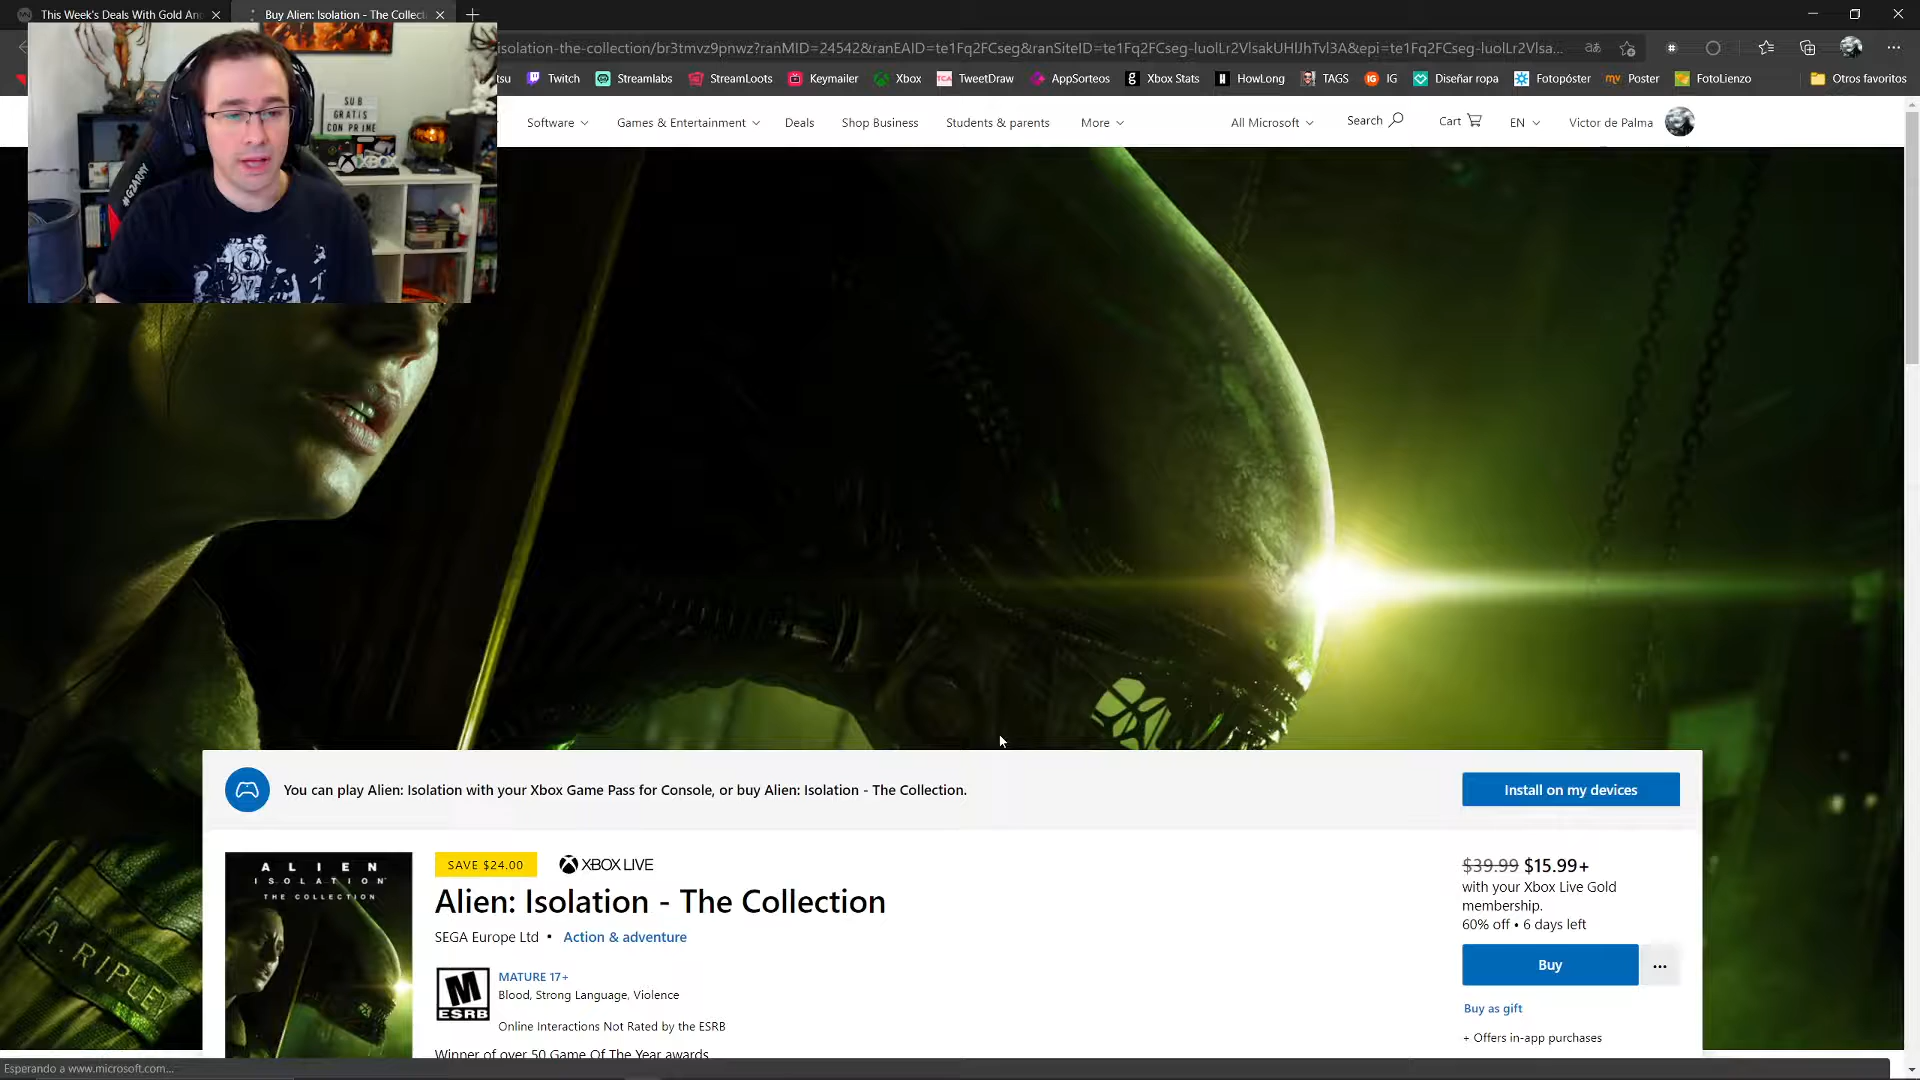 This Week's Deals With Gold An
Buy Alien: Isolation - The Collecti
isolation-the-collection/br3tmvz9pnwz?ranMID=24542&ranEAID=te1Fq2FCseg&ranSiteID=te1Fq2FCseg-luolLr2VlsakUHIJhTvl3A&epi=te1Fq2FCseg-luolLr2Vlsa...
tsu Twitch Streamlabs StreamLoots Keymailer Xbox TweetDraw AppSorteos Xbox Stats HowLong TAGS IG Diseñar ropa Fotopóster Poster FotoLienzo Otros favoritos
Software Games & Entertainment Deals Shop Business Students & parents More All Microsoft Search Cart EN Victor de Palma
SUB
GRATIS
CON PRIME
XBOX
#G2ARMY
A. RIPLEY
You can play Alien: Isolation with your Xbox Game Pass for Console, or buy Alien: Isolation - The Collection.
Install on my devices
ALIEN
ISOLATION
THE COLLECTION
SAVE $24.00
XBOX LIVE
Alien: Isolation - The Collection
SEGA Europe Ltd • Action & adventure
M
ESRB
MATURE 17+
Blood, Strong Language, Violence
Online Interactions Not Rated by the ESRB
Winner of over 50 Game Of The Year awards
$39.99 $15.99+
with your Xbox Live Gold
membership.
60% off • 6 days left
Buy
...
Buy as gift
+ Offers in-app purchases
Esperando a www.microsoft.com...